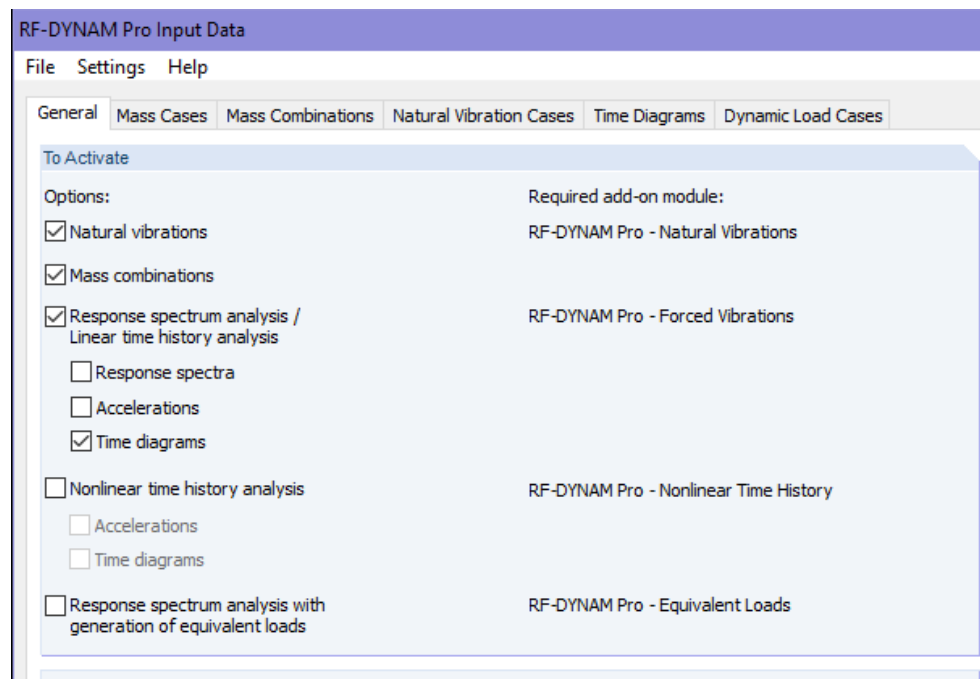 RF-DYNAM Pro Input Data
File Settings Help
General Mass Cases Mass Combinations Natural Vibration Cases Time Diagrams Dynamic Load Cases
To Activate
Options: Required add-on module:
Natural vibrations RF-DYNAM Pro - Natural Vibrations
Mass combinations
Response spectrum analysis / RF-DYNAM Pro - Forced Vibrations
Linear time history analysis
Response spectra
Accelerations
Time diagrams
Nonlinear time history analysis RF-DYNAM Pro - Nonlinear Time History
Accelerations
Time diagrams
Response spectrum analysis with RF-DYNAM Pro - Equivalent Loads
generation of equivalent loads